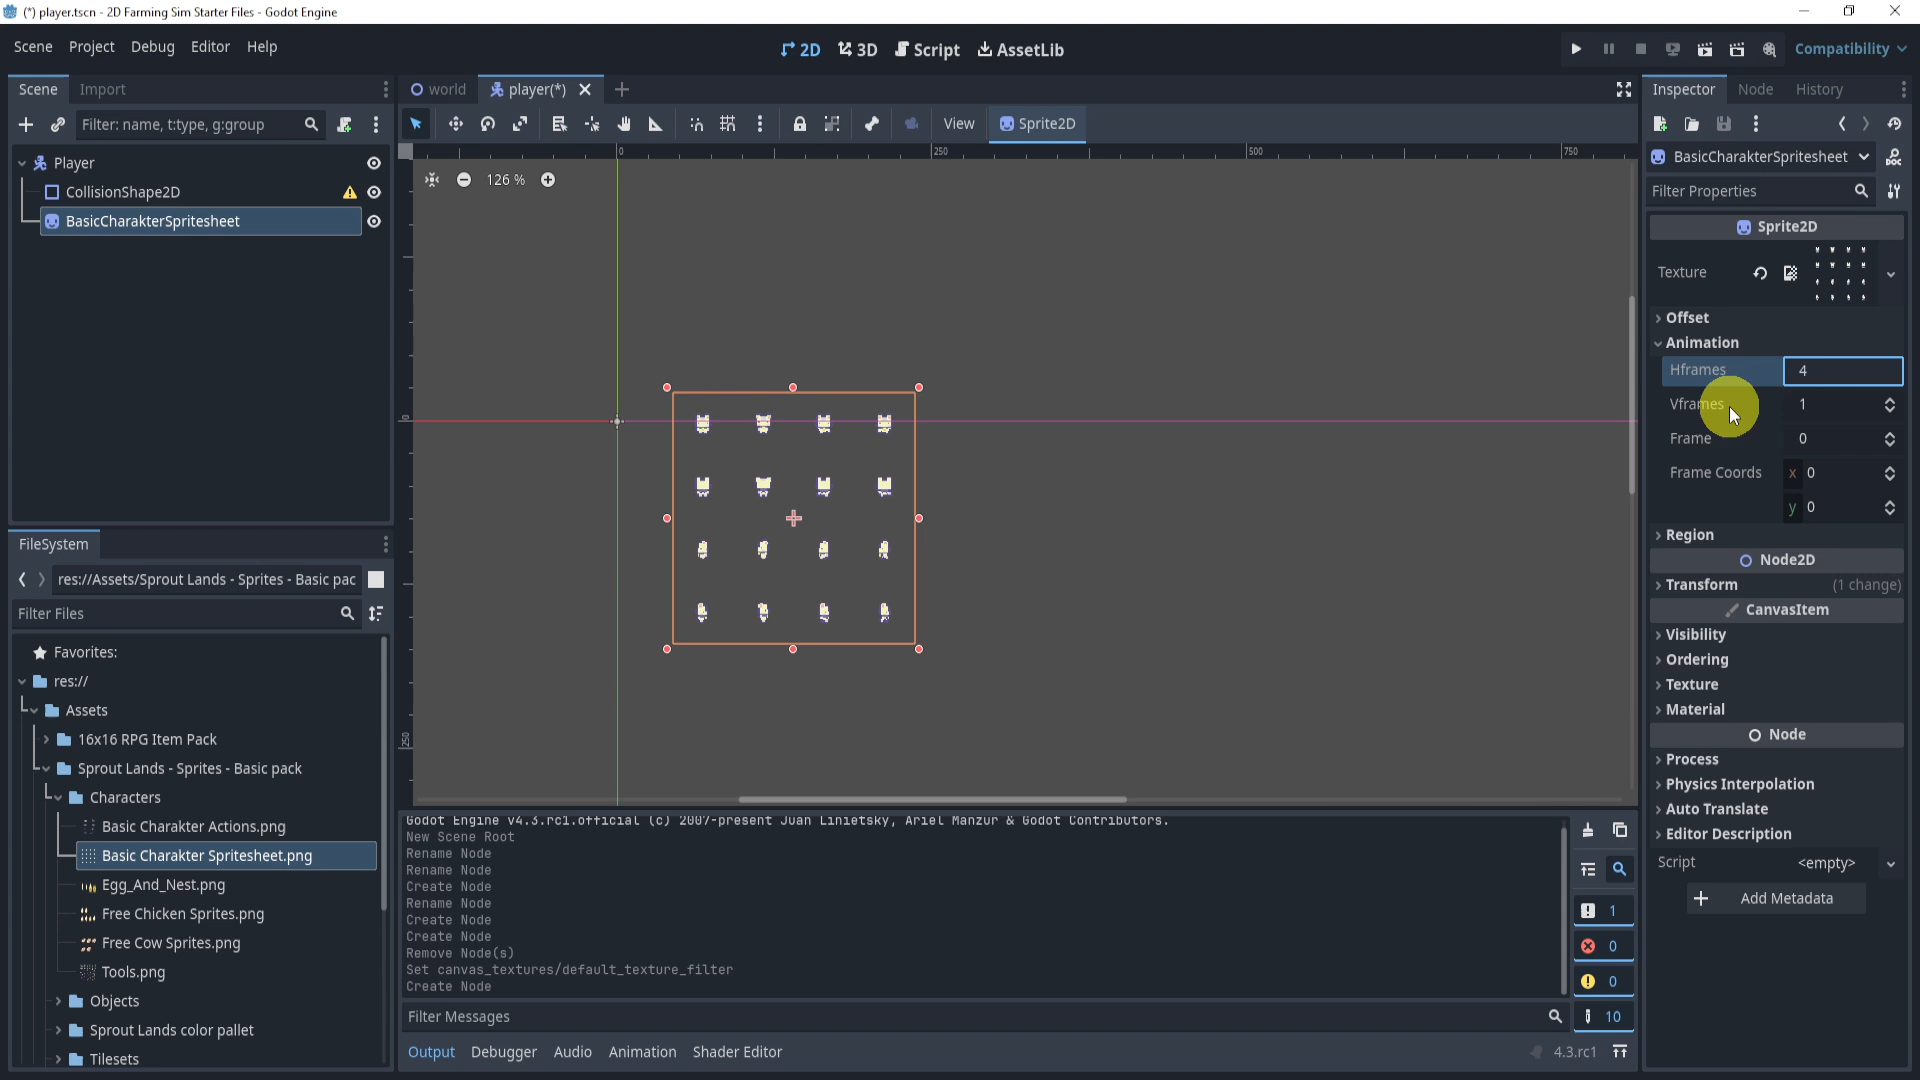 (*) player.tscn - 2D Farming Sim Starter Files - Godot Engine
Scene Project Debug Editor Help
2D 3D Script AssetLib
Compatibility
Scene Import
Filter: name, t:type, g:group
Player
CollisionShape2D
BasicCharakterSpritesheet
FileSystem
res://Assets/Sprout Lands - Sprites - Basic pac
Filter Files
Favorites:
res://
Assets
16x16 RPG Item Pack
Sprout Lands - Sprites - Basic pack
Characters
Basic Charakter Actions.png
Basic Charakter Spritesheet.png
Egg_And_Nest.png
Free Chicken Sprites.png
Free Cow Sprites.png
Tools.png
Objects
Sprout Lands color pallet
Tilesets
world player(*)
View Sprite2D
0 250 500 750
126 %
0
250
Godot Engine v4.3.rc1.official (c) 2007-present Juan Linietsky, Ariel Manzur & Godot Contributors.
New Scene Root
Rename Node
Rename Node
Create Node
Rename Node
Create Node
Create Node
Remove Node(s)
Set canvas_textures/default_texture_filter
Create Node
Filter Messages
1
0
0
10
Output Debugger Audio Animation Shader Editor
4.3.rc1
Inspector Node History
BasicCharakterSpritesheet
Filter Properties
Sprite2D
Texture
Offset
Animation
Hframes 4
Vframes 1
Frame 0
Frame Coords x 0
y 0
Region
Node2D
Transform (1 change)
CanvasItem
Visibility
Ordering
Texture
Material
Node
Process
Physics Interpolation
Auto Translate
Editor Description
Script <empty>
Add Metadata